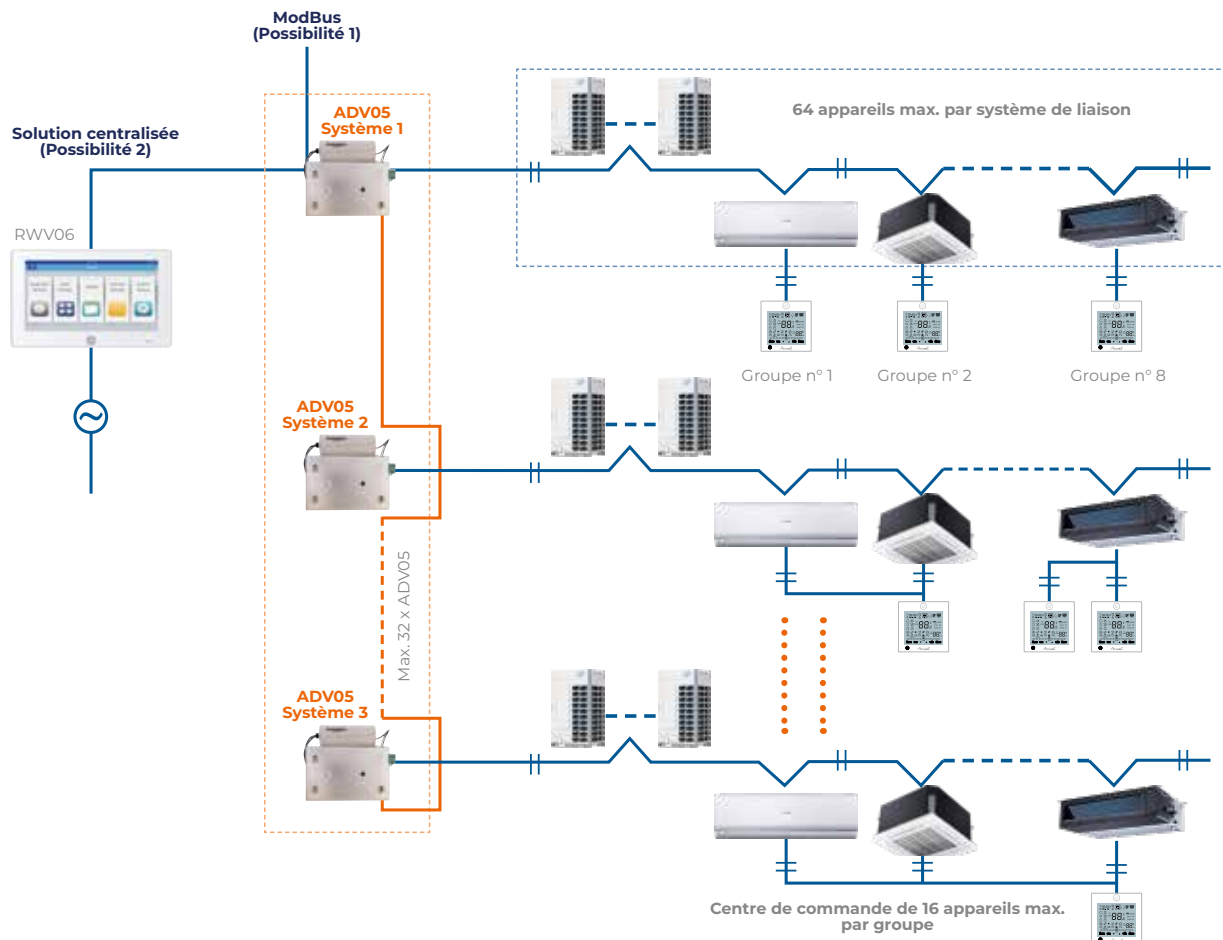 ModBus
(Possibilité 1)
64 appareils max. par système de liaison
ADV05
Système 1
Solution centralisée
(Possibilité 2)
RWV06
Groupe n° 1
Groupe n° 2
Groupe n° 8
ADV05
Système 2
Max. 32 x ADV05
ADV05
Système 3
Centre de commande de 16 appareils max.
par groupe